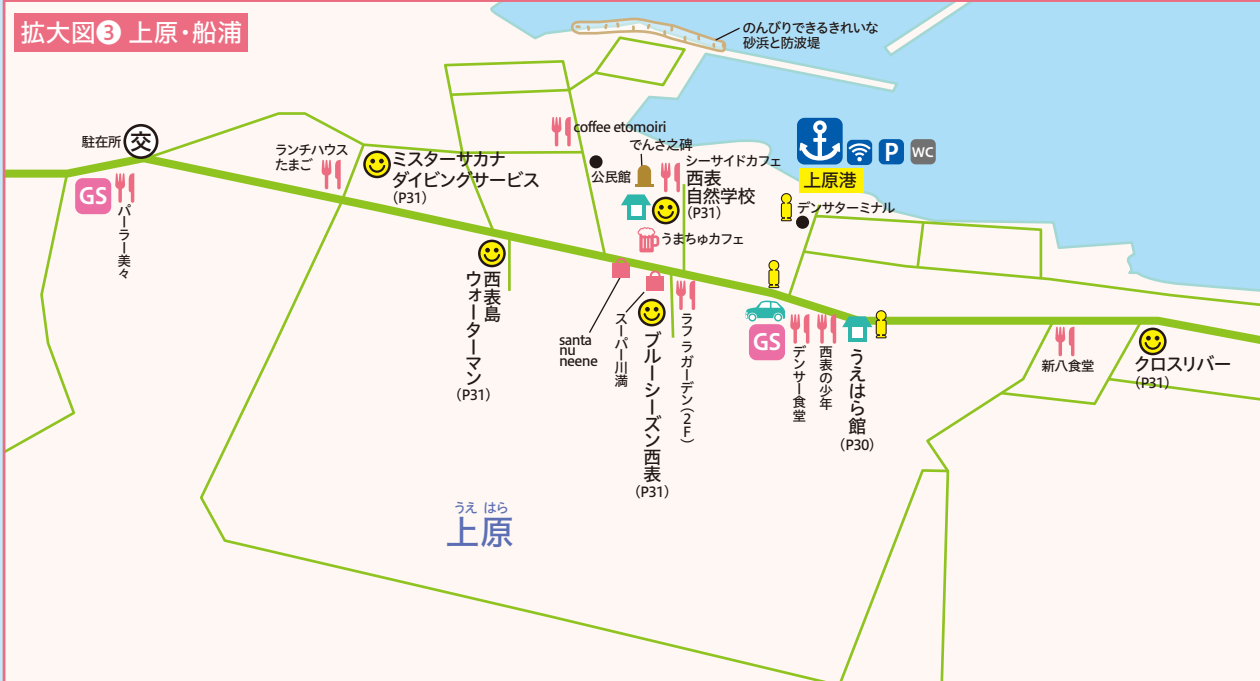 拡大図❸ 上原・船浦
のんびりできるきれいな
砂浜と防波堤
駐在所
交
GS
パーラー美々
ランチハウス
たまご
ミスターサカナ
ダイビングサービス
(P31)
coffee etomoiri
でんさ之碑
公民館
シーサイドカフェ
西表
自然学校
(P31)
うまちゅカフェ
P
WC
上原港
デンサターミナル
西表島
ウォーターマン
(P31)
santa
nu
neene
スーパー川満
ブルーシーズン西表
(P31)
ラフラガーデン(2F)
GS
デンサー食堂
西表の少年
うえはら館
(P30)
新八食堂
クロスリバー
(P31)
うえ はら
上原